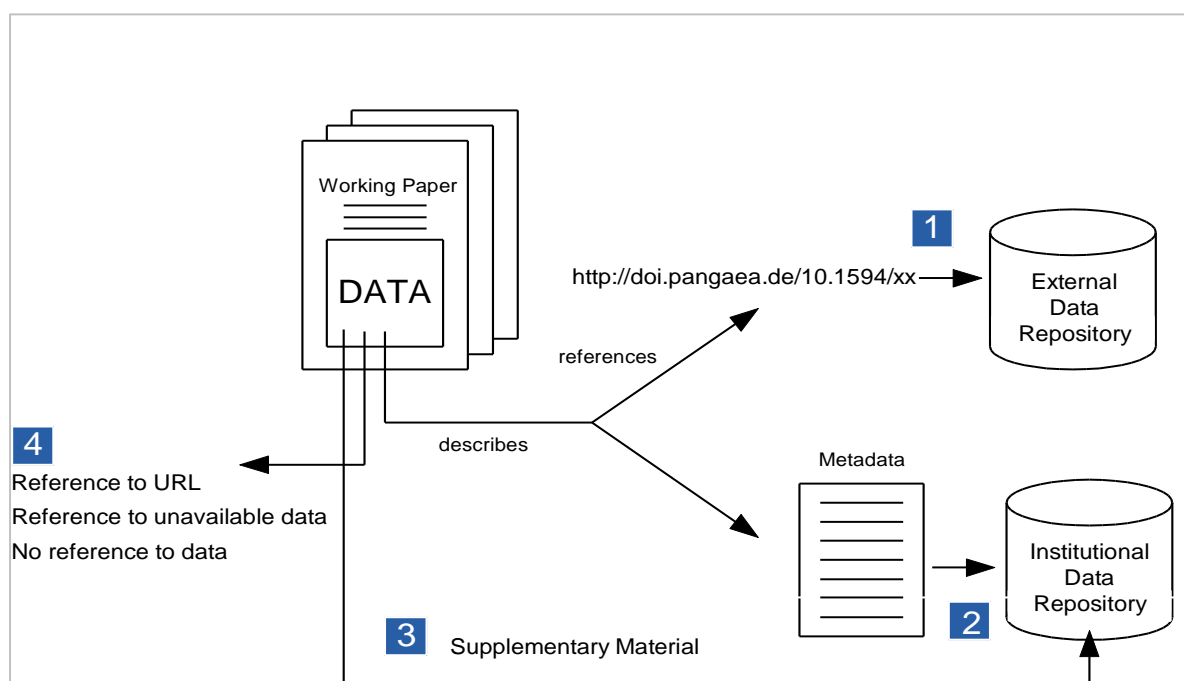 Working Paper
DATA
1
http://doi.pangaea.de/10.1594/xx
External
Data
Repository
references
describes
4
Reference to URL
Reference to unavailable data
No reference to data
Metadata
Institutional
Data
Repository
2
3
Supplementary Material